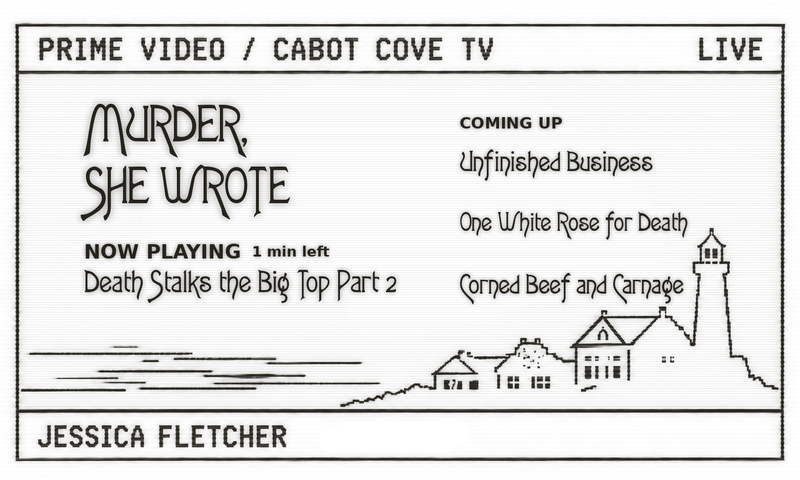 PRIME VIDEO / CABOT COVE TV
LIVE
MURDER,
SHE WROTE
NOW PLAYING 1 min left
Death Stalks the Big Top Part 2
COMING UP
Unfinished Business
One White Rose for Death
Corned Beef and Carnage
JESSICA FLETCHER